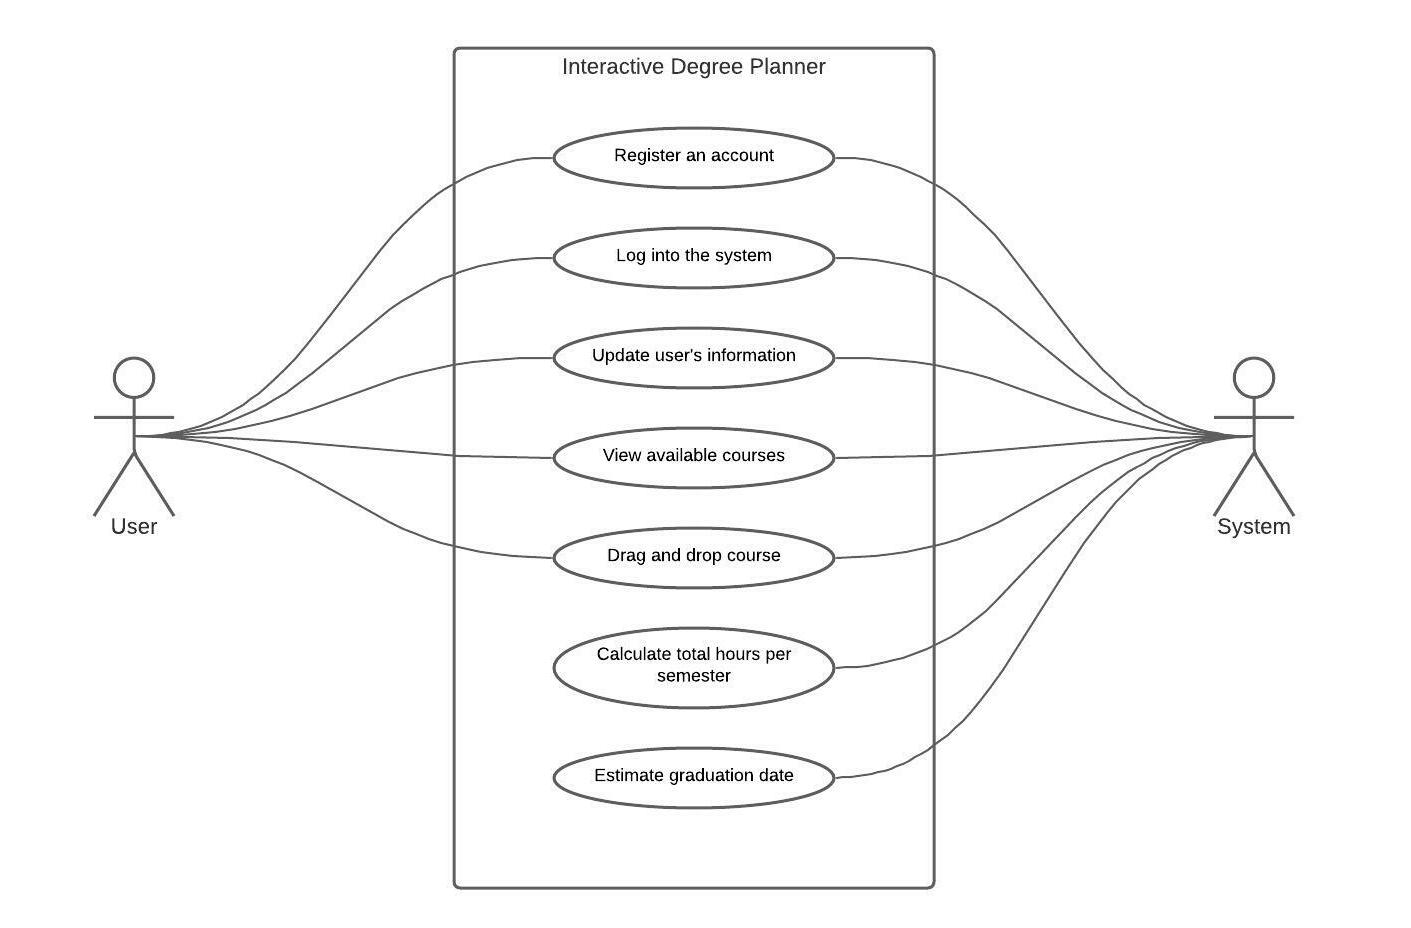 Interactive Degree Planner
Register an account
Log into the system
Update user's information
View available courses
Drag and drop course
Calculate total hours per
semester
Estimate graduation date
User
System